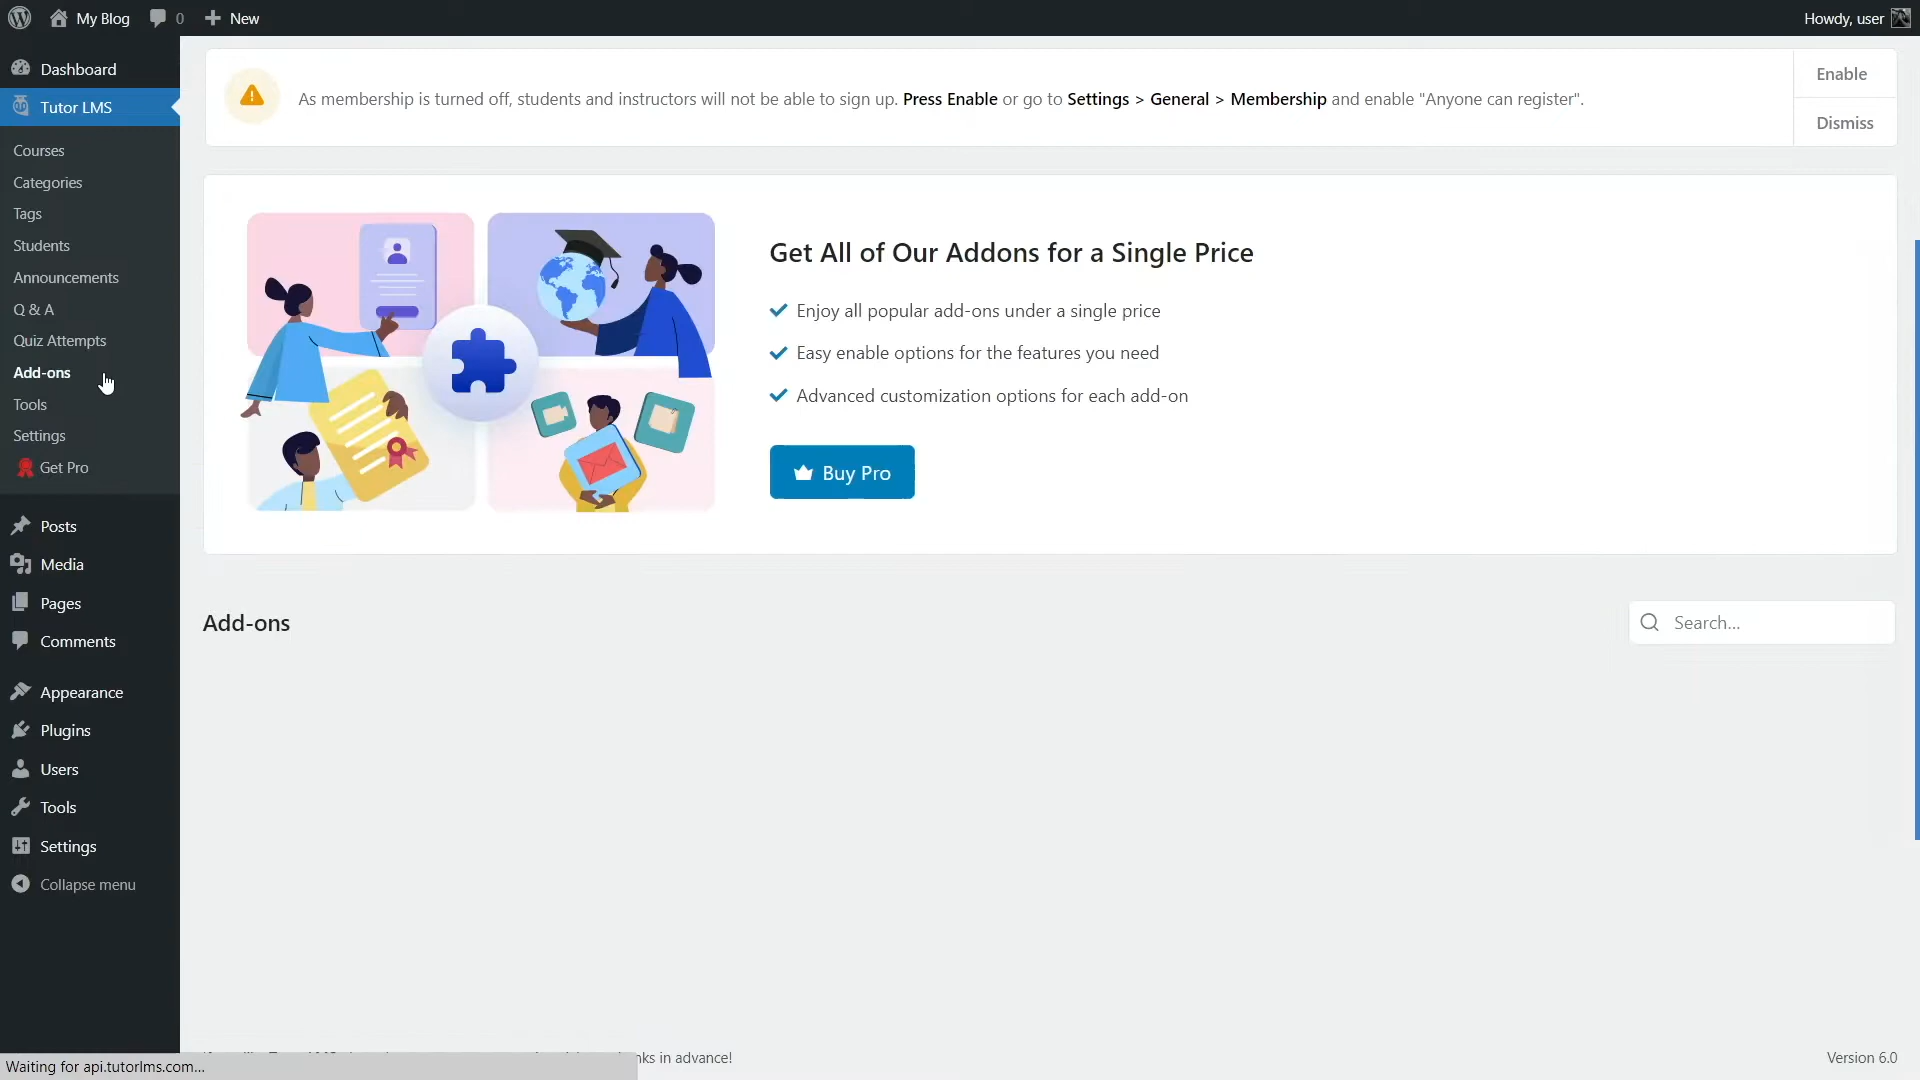 My Blog
0
New
Howdy, user
Dashboard
Tutor LMS
Courses
Categories
Tags
Students
Announcements
Q & A
Quiz Attempts
Add-ons
Tools
Settings
Get Pro
Posts
Media
Pages
Comments
Appearance
Plugins
Users
Tools
Settings
Collapse menu
As membership is turned off, students and instructors will not be able to sign up. Press Enable or go to Settings > General > Membership and enable "Anyone can register".
Enable
Dismiss
Get All of Our Addons for a Single Price
Enjoy all popular add-ons under a single price
Easy enable options for the features you need
Advanced customization options for each add-on
Buy Pro
Add-ons
Search...
in advance!
Version 6.0
Waiting for api.tutorlms.com...